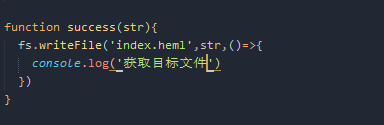 function success(str){
fs.writeFile('index.heml',str,()=>{
console.log('获取目标文件')
})
}